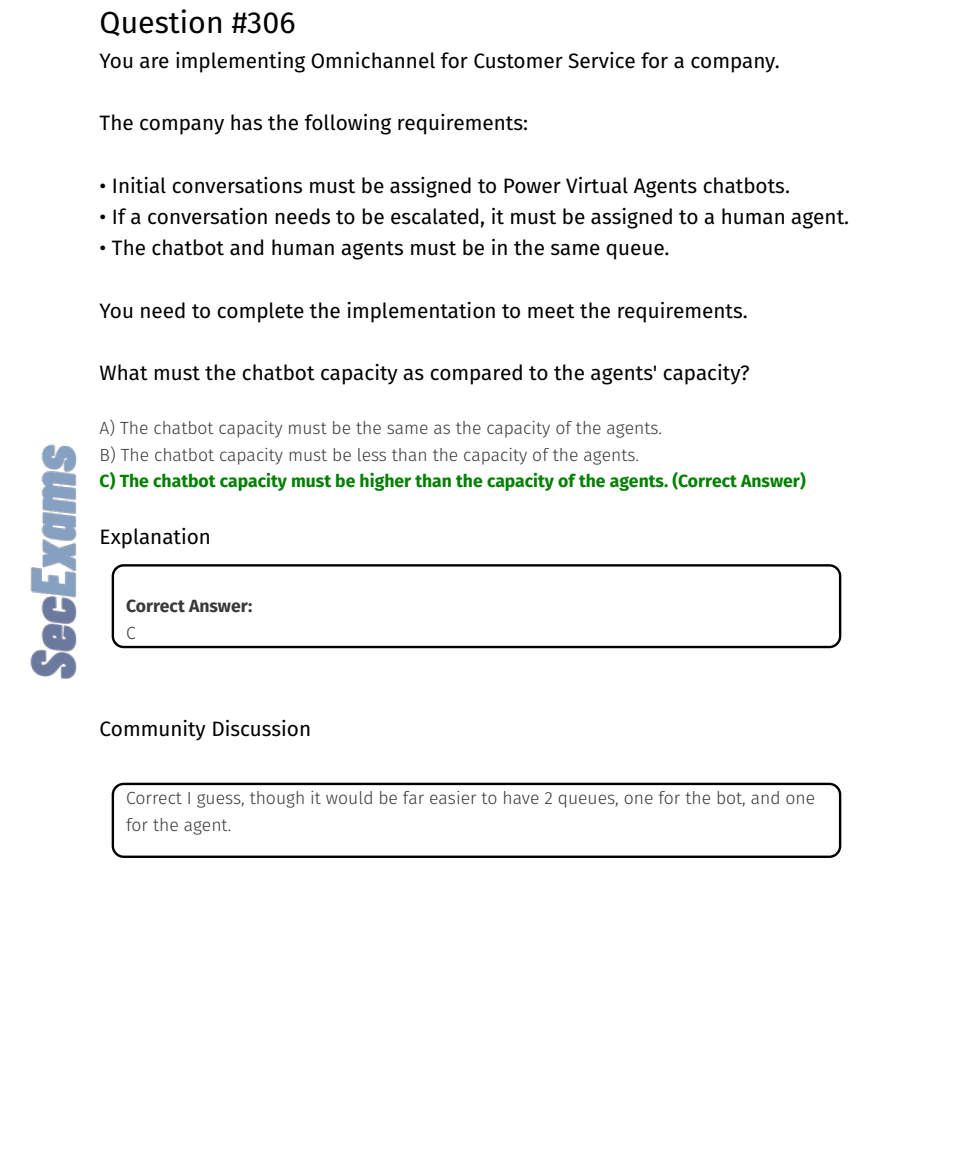 Question #306
You are implementing Omnichannel for Customer Service for a company.
The company has the following requirements:
• Initial conversations must be assigned to Power Virtual Agents chatbots.
• If a conversation needs to be escalated, it must be assigned to a human agent.
• The chatbot and human agents must be in the same queue.
You need to complete the implementation to meet the requirements.
What must the chatbot capacity as compared to the agents' capacity?
A) The chatbot capacity must be the same as the capacity of the agents.
B) The chatbot capacity must be less than the capacity of the agents.
C) The chatbot capacity must be higher than the capacity of the agents. (Correct Answer)
SecExams
Explanation
Correct Answer:
C
Community Discussion
Correct I guess, though it would be far easier to have 2 queues, one for the bot, and one
for the agent.